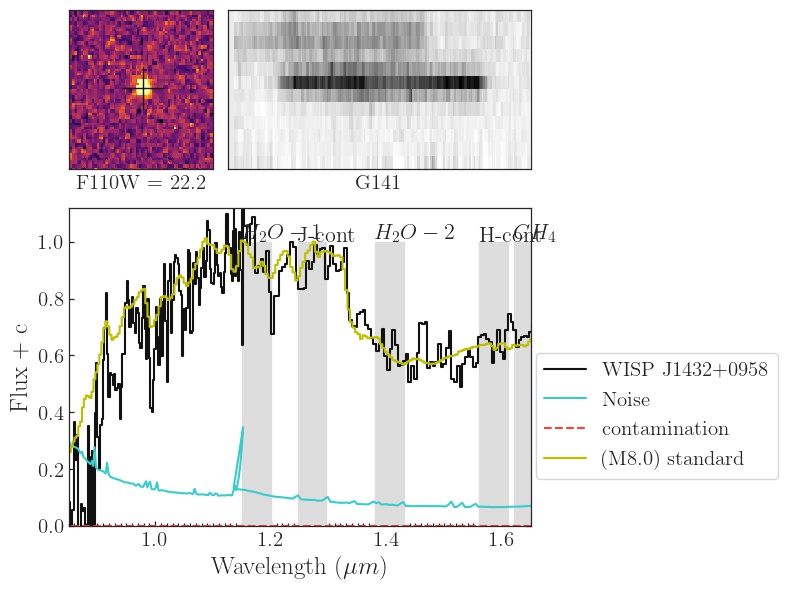 F110W = 22.2
G141
H₂O − 1
J-cont
H₂O − 2
H-cont
CH₄
1.0
0.8
0.6
0.4
0.2
0.0
Flux + c
1.0
1.2
1.4
1.6
Wavelength (μm)
WISP J1432+0958
Noise
contamination
(M8.0) standard